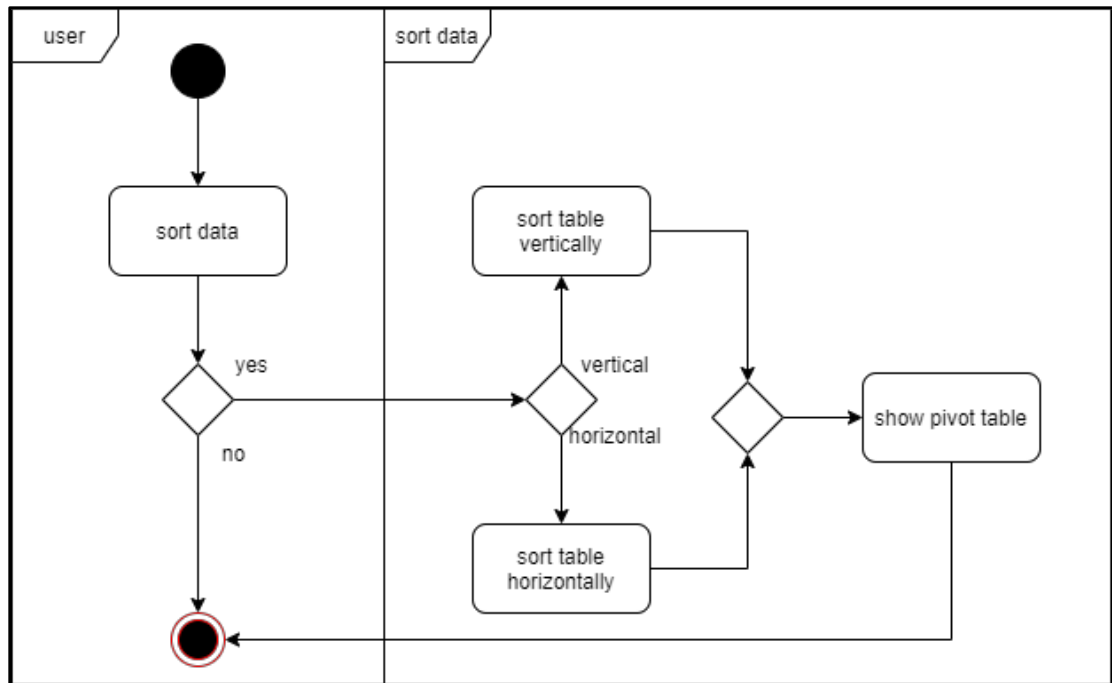 user
sort data
sort data
sort table
vertically
yes
vertical
show pivot table
horizontal
no
sort table
horizontally